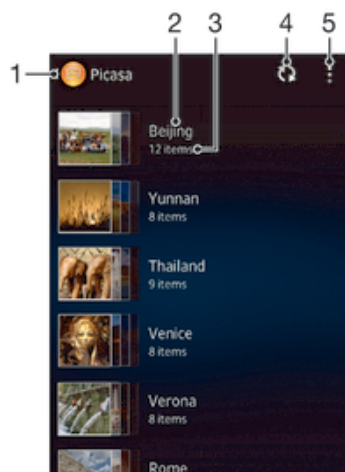 2 3 4 5
1 Picasa
Beijing
12 items
Yunnan
8 items
Thailand
9 items
Venice
8 items
Verona
8 items
Rome